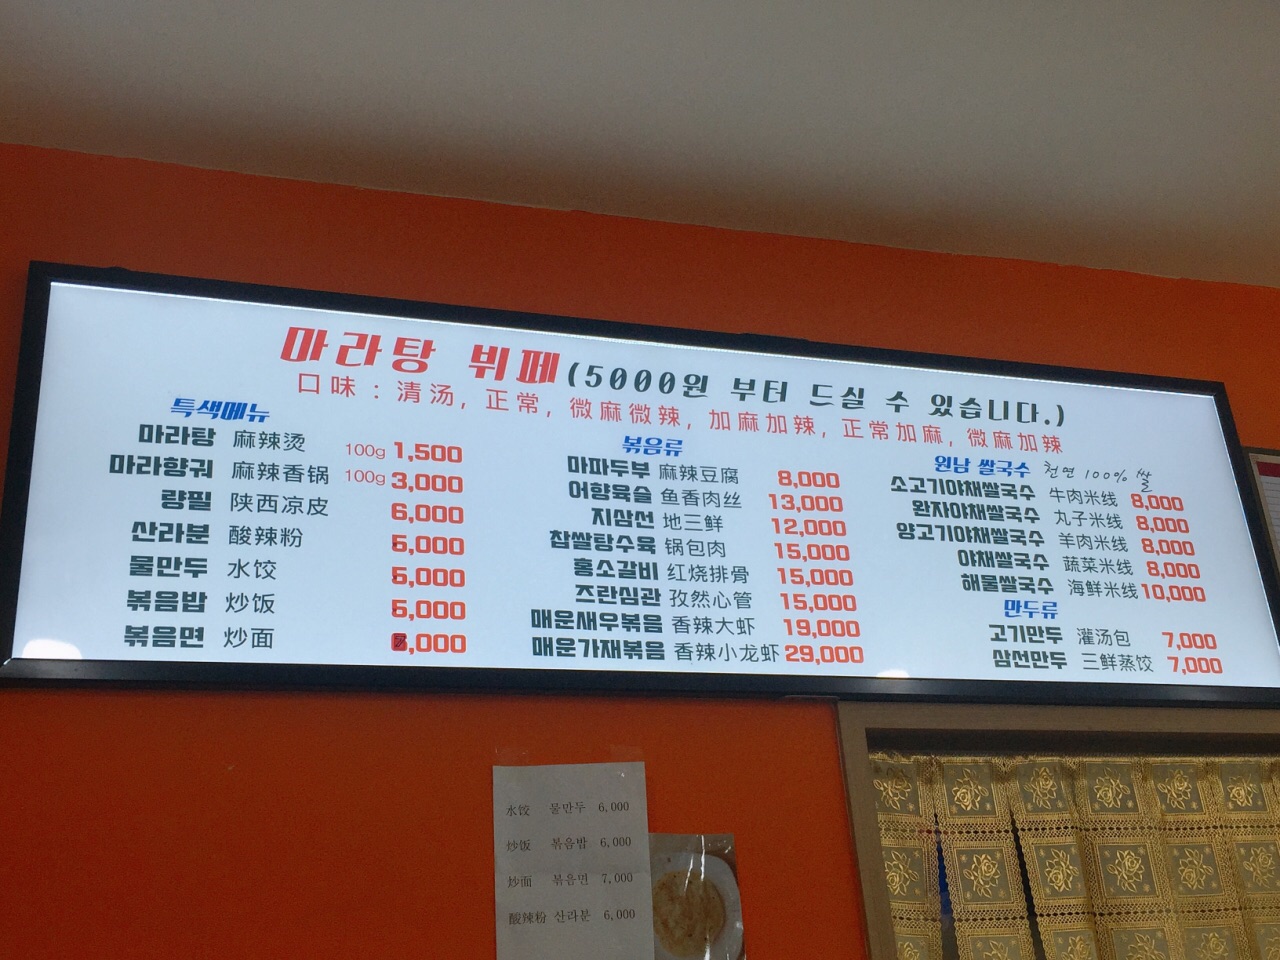 마라탕 뷔페 (5000원 부터 드실 수 있습니다.)
口味：清汤, 正常, 微麻微辣, 加麻加辣, 正常加麻, 微麻加辣
특색메뉴
마라탕 麻辣烫 100g 1,500
마라향궈 麻辣香锅 100g 3,000
량필 陕西凉皮 6,000
산라분 酸辣粉 5,000
물만두 水饺 5,000
볶음밥 炒饭 5,000
볶음면 炒面 ,000
볶음류
마파두부 麻辣豆腐 8,000
어향육슬 鱼香肉丝 13,000
지삼선 地三鲜 12,000
찹쌀탕수육 锅包肉 15,000
홍소갈비 红烧排骨 15,000
즈란심관 孜然心管 15,000
매운새우볶음 香辣大虾 19,000
매운가재볶음 香辣小龙虾 29,000
원남 쌀국수 천연 100% 쌀
소고기야채쌀국수 牛肉米线 8,000
완자야채쌀국수 丸子米线 8,000
양고기야채쌀국수 羊肉米线 8,000
야채쌀국수 蔬菜米线 8,000
해물쌀국수 海鲜米线 10,000
만두류
고기만두 灌汤包 7,000
삼선만두 三鲜蒸饺 7,000
水饺 물만두 6,000
炒饭 볶음밥 6,000
炒面 볶음면 7,000
酸辣粉 산라분 6,000